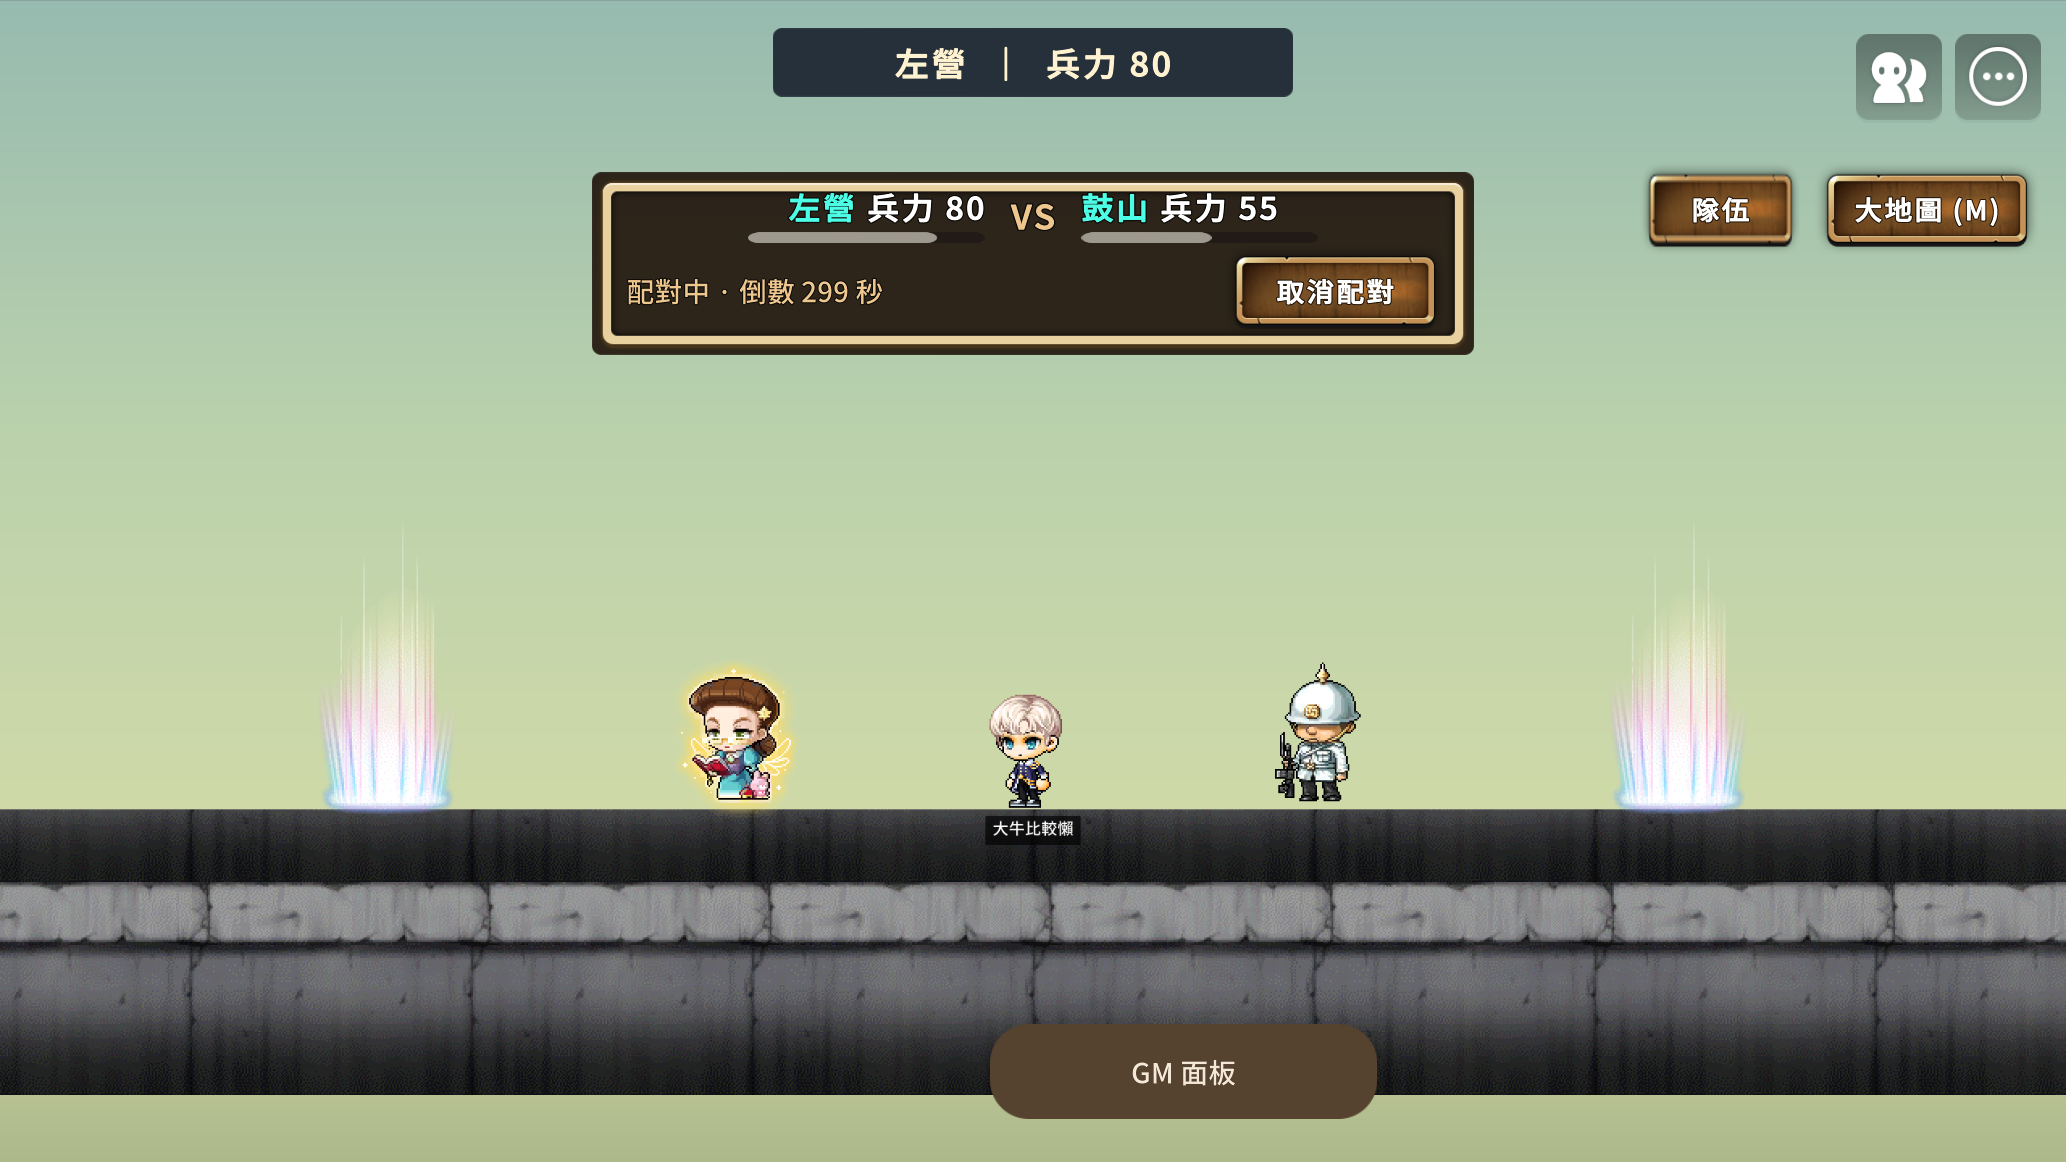 左營 | 兵力 80
左營 兵力 80 VS 鼓山 兵力 55
隊伍
大地圖 (M)
配對中 · 倒數 299 秒
取消配對
大牛比較懶
GM 面板